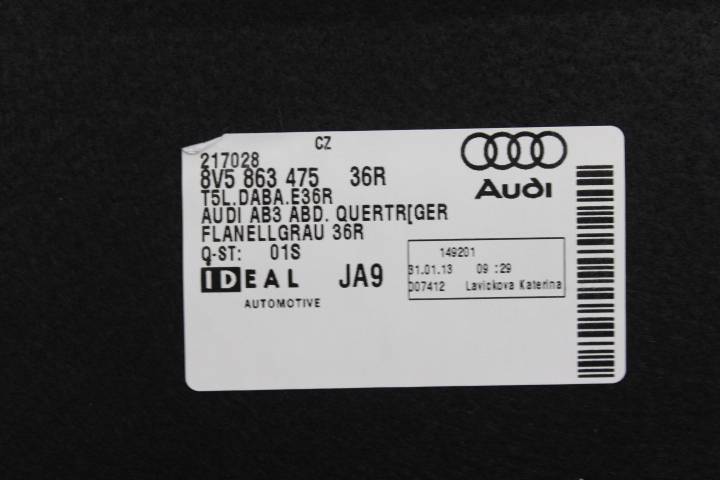 CZ
217028
8V5 863 475 36R
T5L.DABA.E36R
AUDI AB3 ABD. QUERTR[GER
FLANELLGRAU 36R
Q-ST: 01S
IDEAL JA9
AUTOMOTIVE
Audi
149201
31.01.13 09:29
007412 Lavickova Katerina